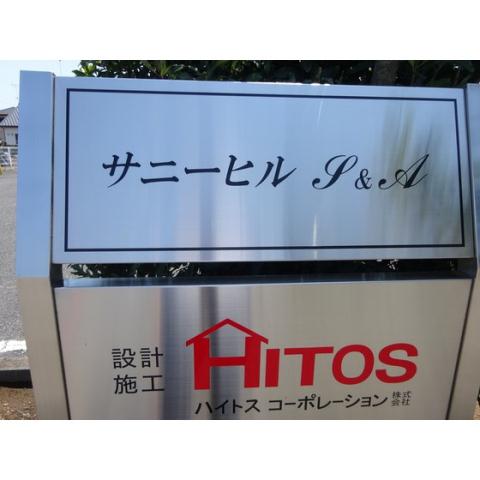 サニーヒル S & A
設計
施工
HITOS
ハイトス コーポレーション 株式会社